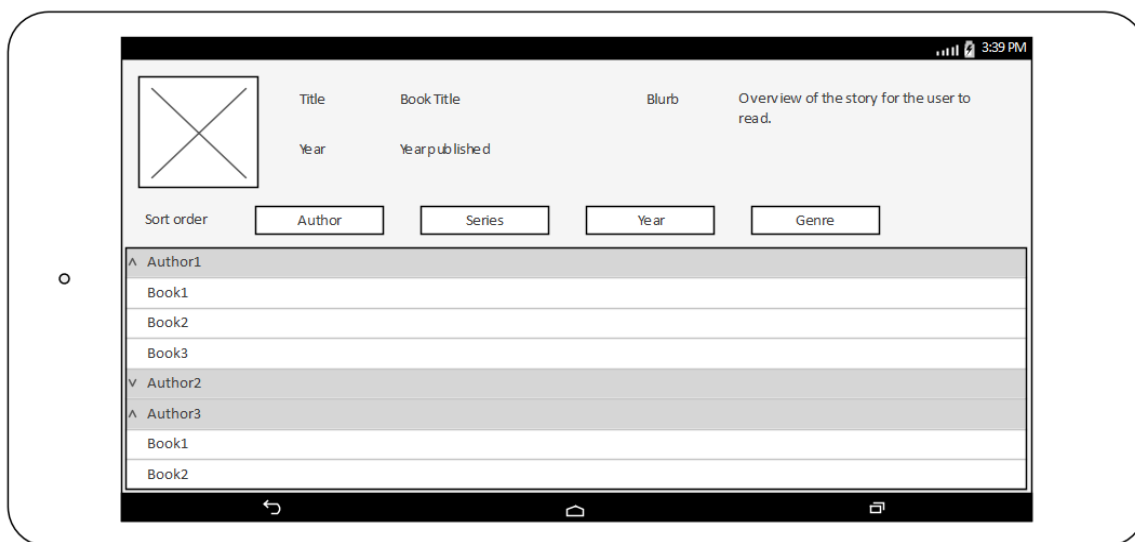 3:39 PM
Title Book Title Blurb Overview of the story for the user to
read.
Year Year published
Sort order Author Series Year Genre
^ Author1
Book1
Book2
Book3
v Author2
^ Author3
Book1
Book2